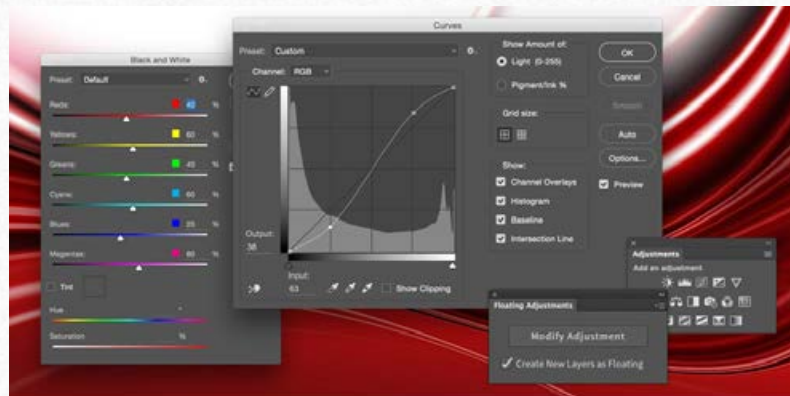 Black and White
Preset: Default
Reds: 40 %
Yellows: 60 %
Greens: 40 %
Cyans: 60 %
Blues: 20 %
Magentas: 80 %
Tint
Hue °
Saturation %
Curves
Preset: Custom
Channel: RGB
Output:
38
Input:
63
Show Clipping
Show Amount of:
Light (0-255)
Pigment/Ink %
Grid size:
Show:
Channel Overlays
Histogram
Baseline
Intersection Line
OK
Cancel
Smooth
Auto
Options...
Preview
Adjustments
Add an adjustment
Floating Adjustments
Modify Adjustment
Create New Layers as Floating